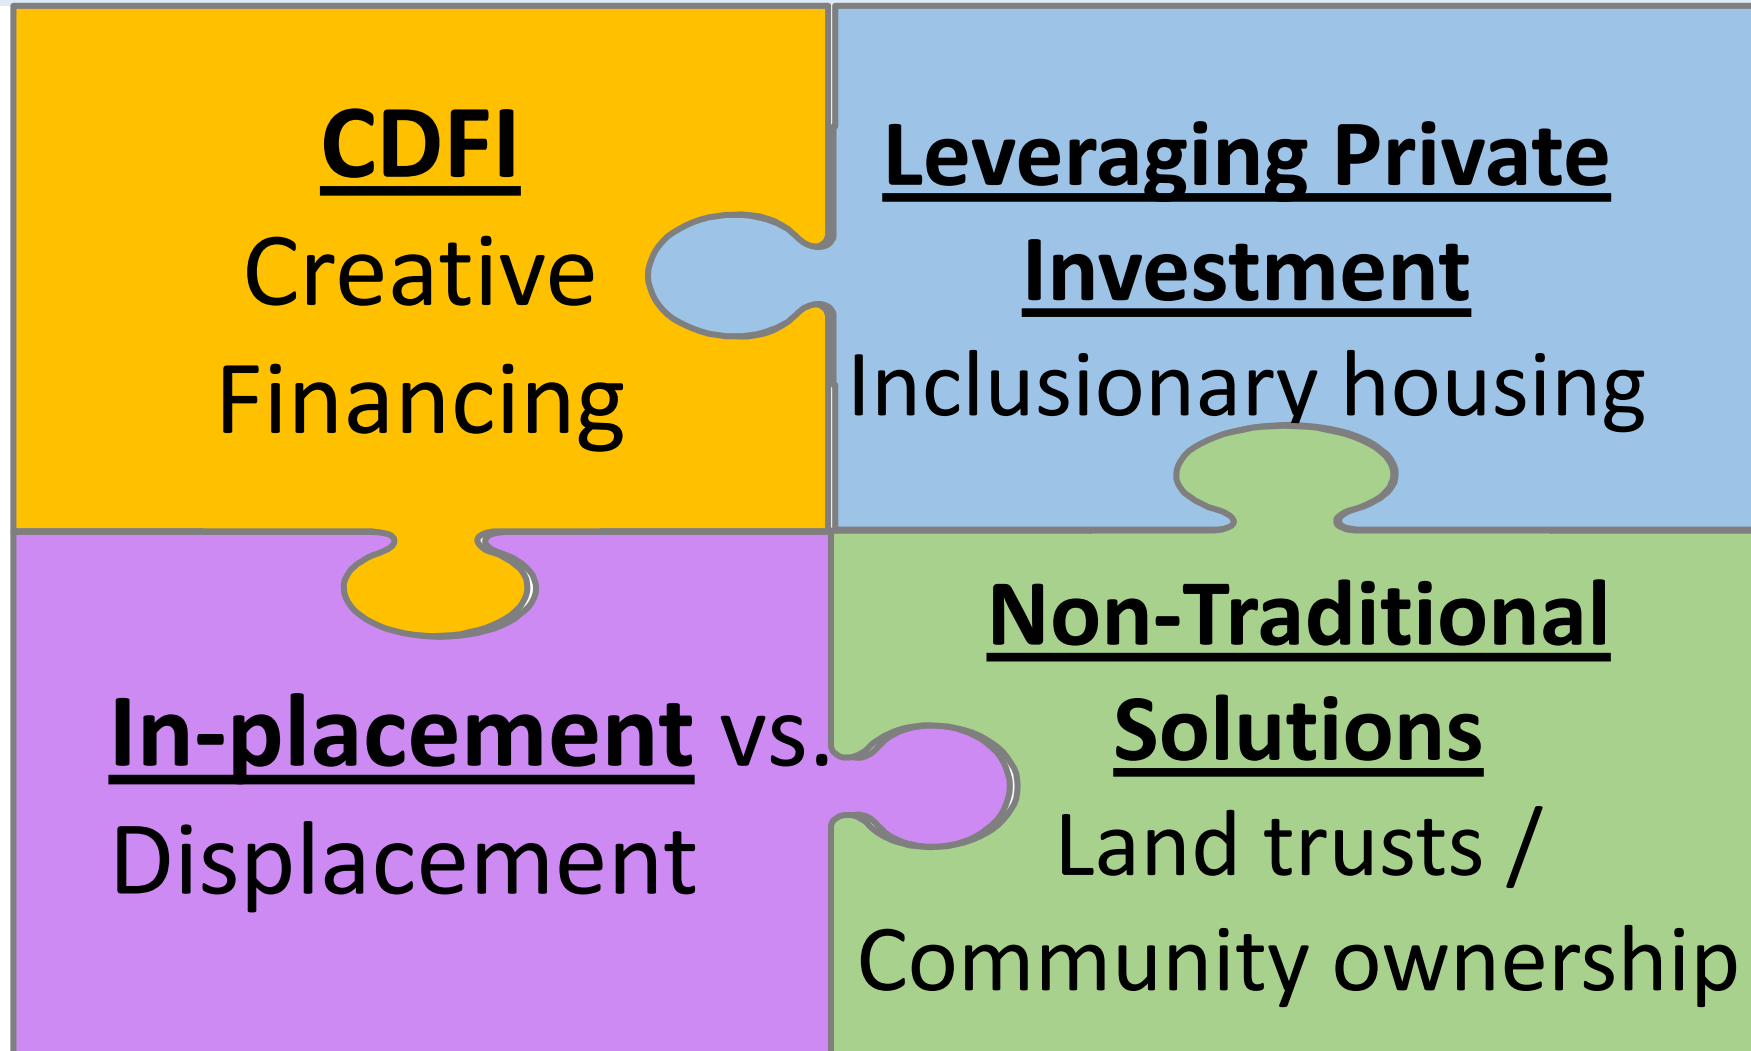 CDFI
Creative
Financing
Leveraging Private
Investment
Inclusionary housing
In-placement vs.
Displacement
Non-Traditional
Solutions
Land trusts /
Community ownership